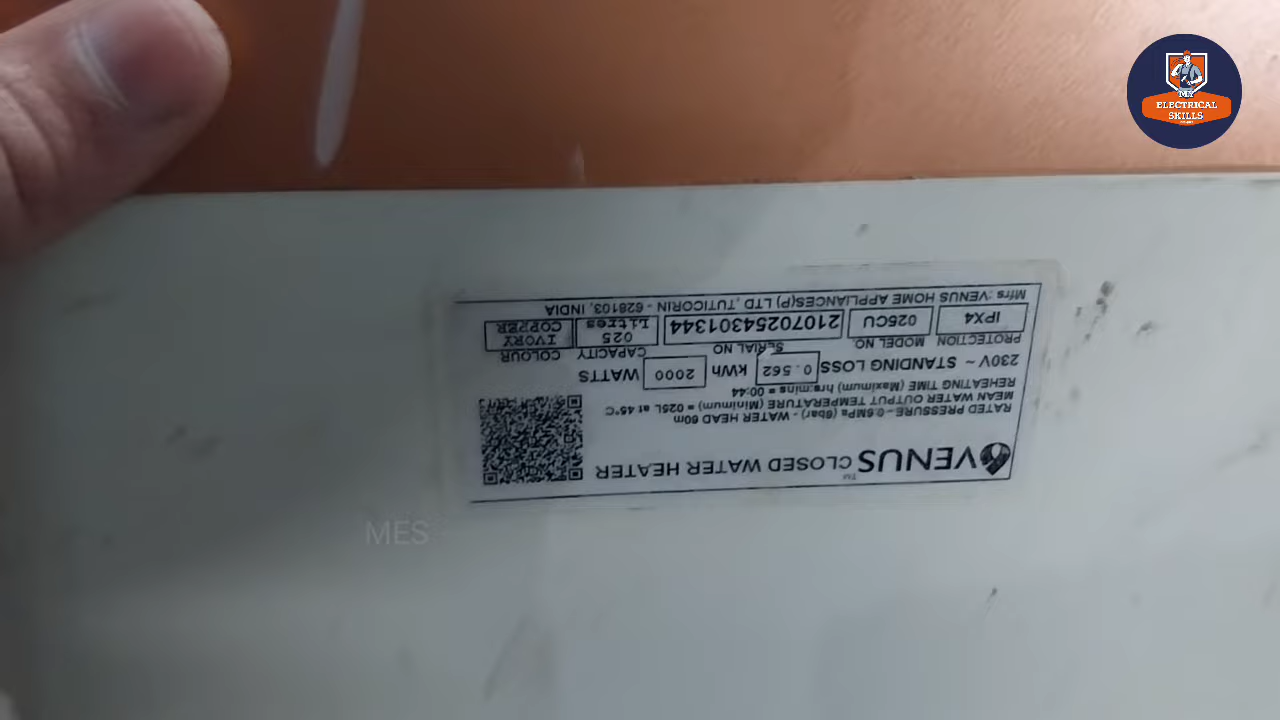 VENUS™ CLOSED WATER HEATER
RATED PRESSURE-0.6MPa (6bar) - WATER HEAD 60m
MEAN WATER OUTPUT TEMPERATURE (Minimum) = 025L at 45°C
REHEATING TIME (Maximum) hrs:mins = 00:44
230V ~ STANDING LOSS 0.562 kWh 2000 WATTS
PROTECTION MODEL NO. SERIAL NO CAPACITY COLOUR
IPX4 025CU 21070254301344 025 Litres IVORY COPPER
Mfrs :VENUS HOME APPLIANCES(P) LTD ,TUTICORIN - 628103, INDIA
MY
ELECTRICAL
SKILLS
MES